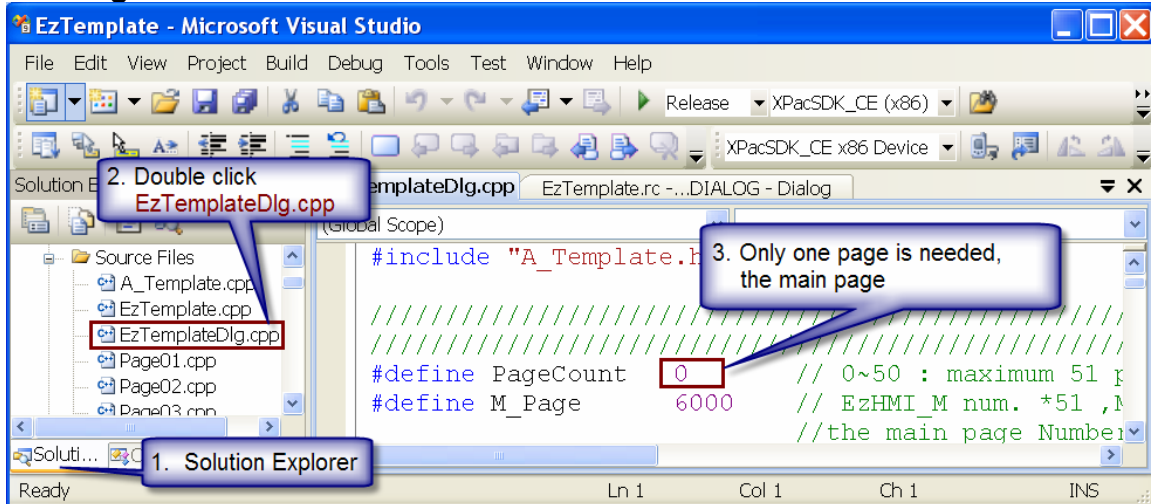 EzTemplate - Microsoft Visual Studio
File Edit View Project Build Debug Tools Test Window Help
Release XPacSDK_CE (x86)
XPacSDK_CE x86 Device
Solution E
2. Double click
EzTemplateDlg.cpp
emplateDlg.cpp EzTemplate.rc -...DIALOG - Dialog
(Global Scope)
Source Files
A_Template.cpp
EzTemplate.cpp
EzTemplateDlg.cpp
Page01.cpp
Page02.cpp
Page03.cpp
#include "A_Template.h
3. Only one page is needed,
the main page
////////////////////////////////////////////
////////////////////////////////////////////
#define PageCount 0 // 0~50 : maximum 51 p
#define M_Page 6000 // EzHMI_M num. *51 ,M
//the main page Number
Soluti...
1. Solution Explorer
Ready Ln 1 Col 1 Ch 1 INS